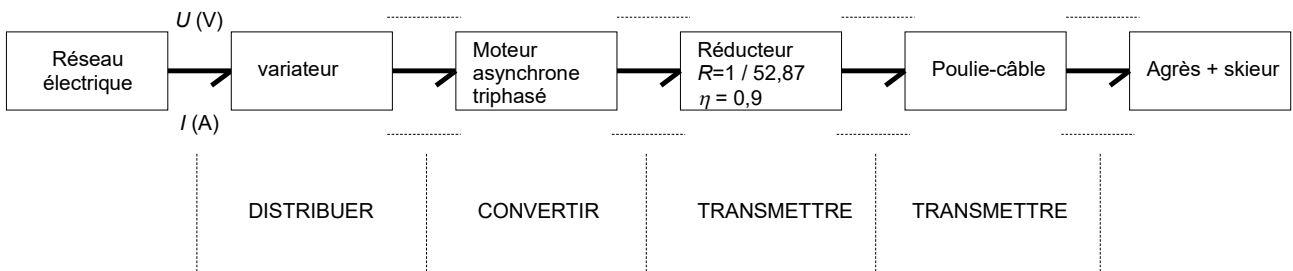 U (V)
Réseau
électrique
variateur
Moteur
asynchrone
triphasé
Réducteur
R=1 / 52,87
η = 0,9
Poulie-câble
Agrès + skieur
I (A)
DISTRIBUER
CONVERTIR
TRANSMETTRE
TRANSMETTRE